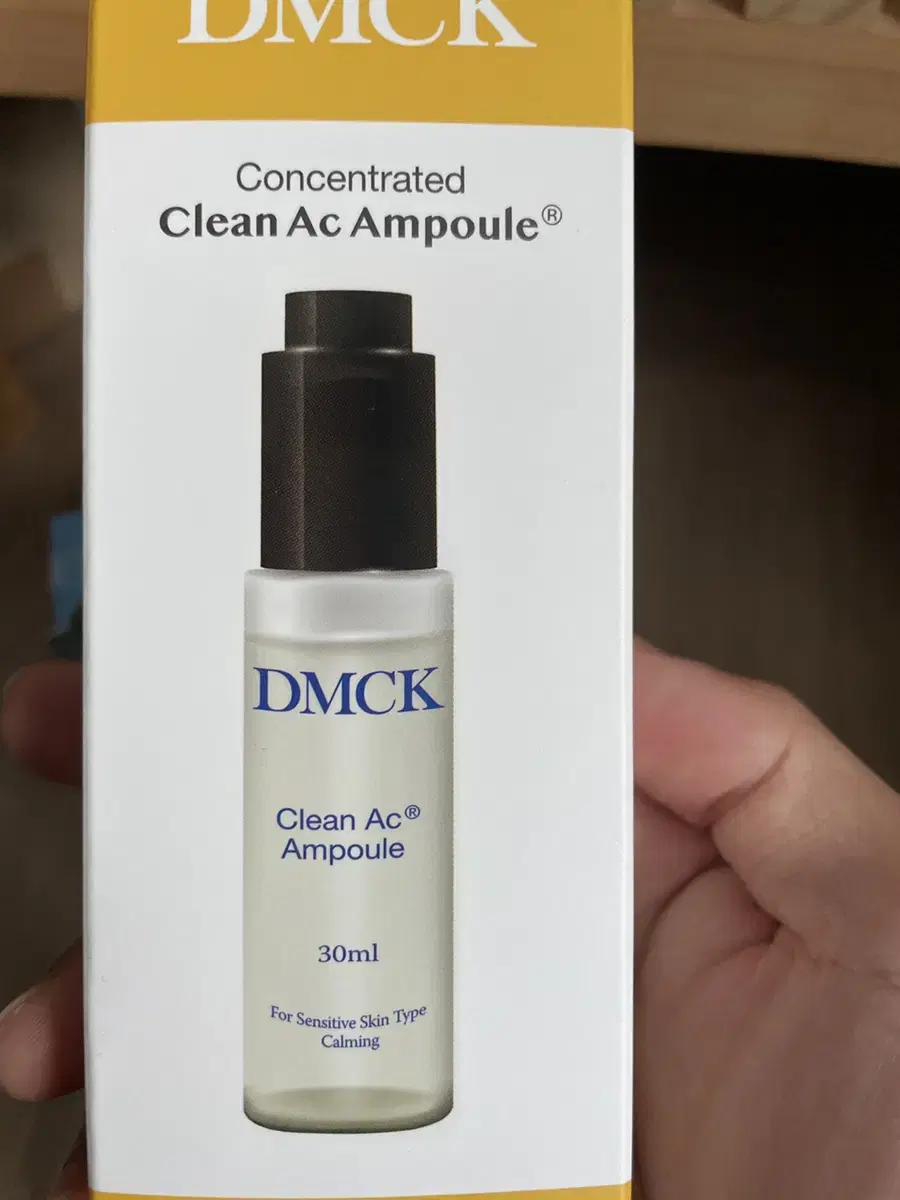 DMCK
Concentrated
Clean Ac Ampoule®
DMCK
Clean Ac®
Ampoule
30ml
For Sensitive Skin Type
Calming